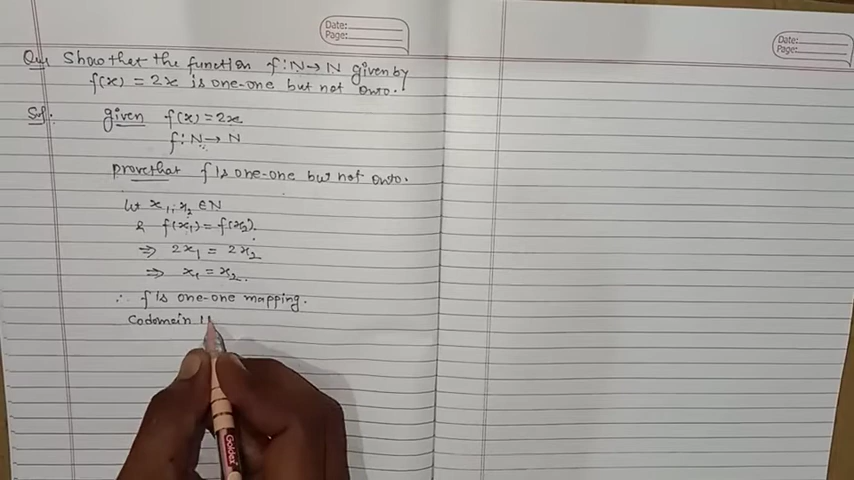 Date:
Page:
Date:
Page:
Que: Show that the function f:N→N given by
f(x) = 2x is one-one but not onto.
Sol: given f(x) = 2x
f:N→N
prove that f is one-one but not onto.
let x₁, x₂ ∈ N
& f(x₁) = f(x₂).
⇒ 2x₁ = 2x₂
⇒ x₁ = x₂.
∴ f is one-one mapping.
Codomain
Goldex